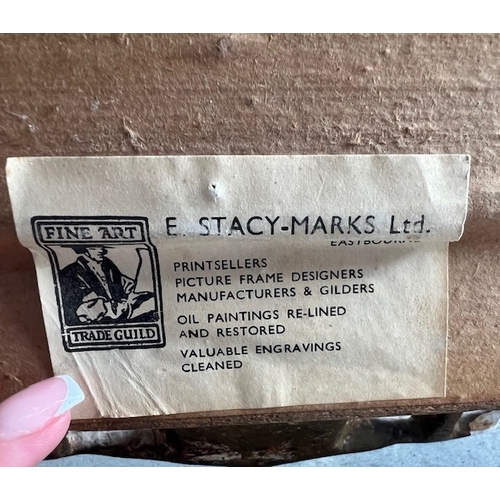 FINE ART
TRADE GUILD
E. STACY-MARKS Ltd.
EASTBOURNE
PRINTSELLERS
PICTURE FRAME DESIGNERS
MANUFACTURERS & GILDERS
OIL PAINTINGS RE-LINED
AND RESTORED
VALUABLE ENGRAVINGS
CLEANED